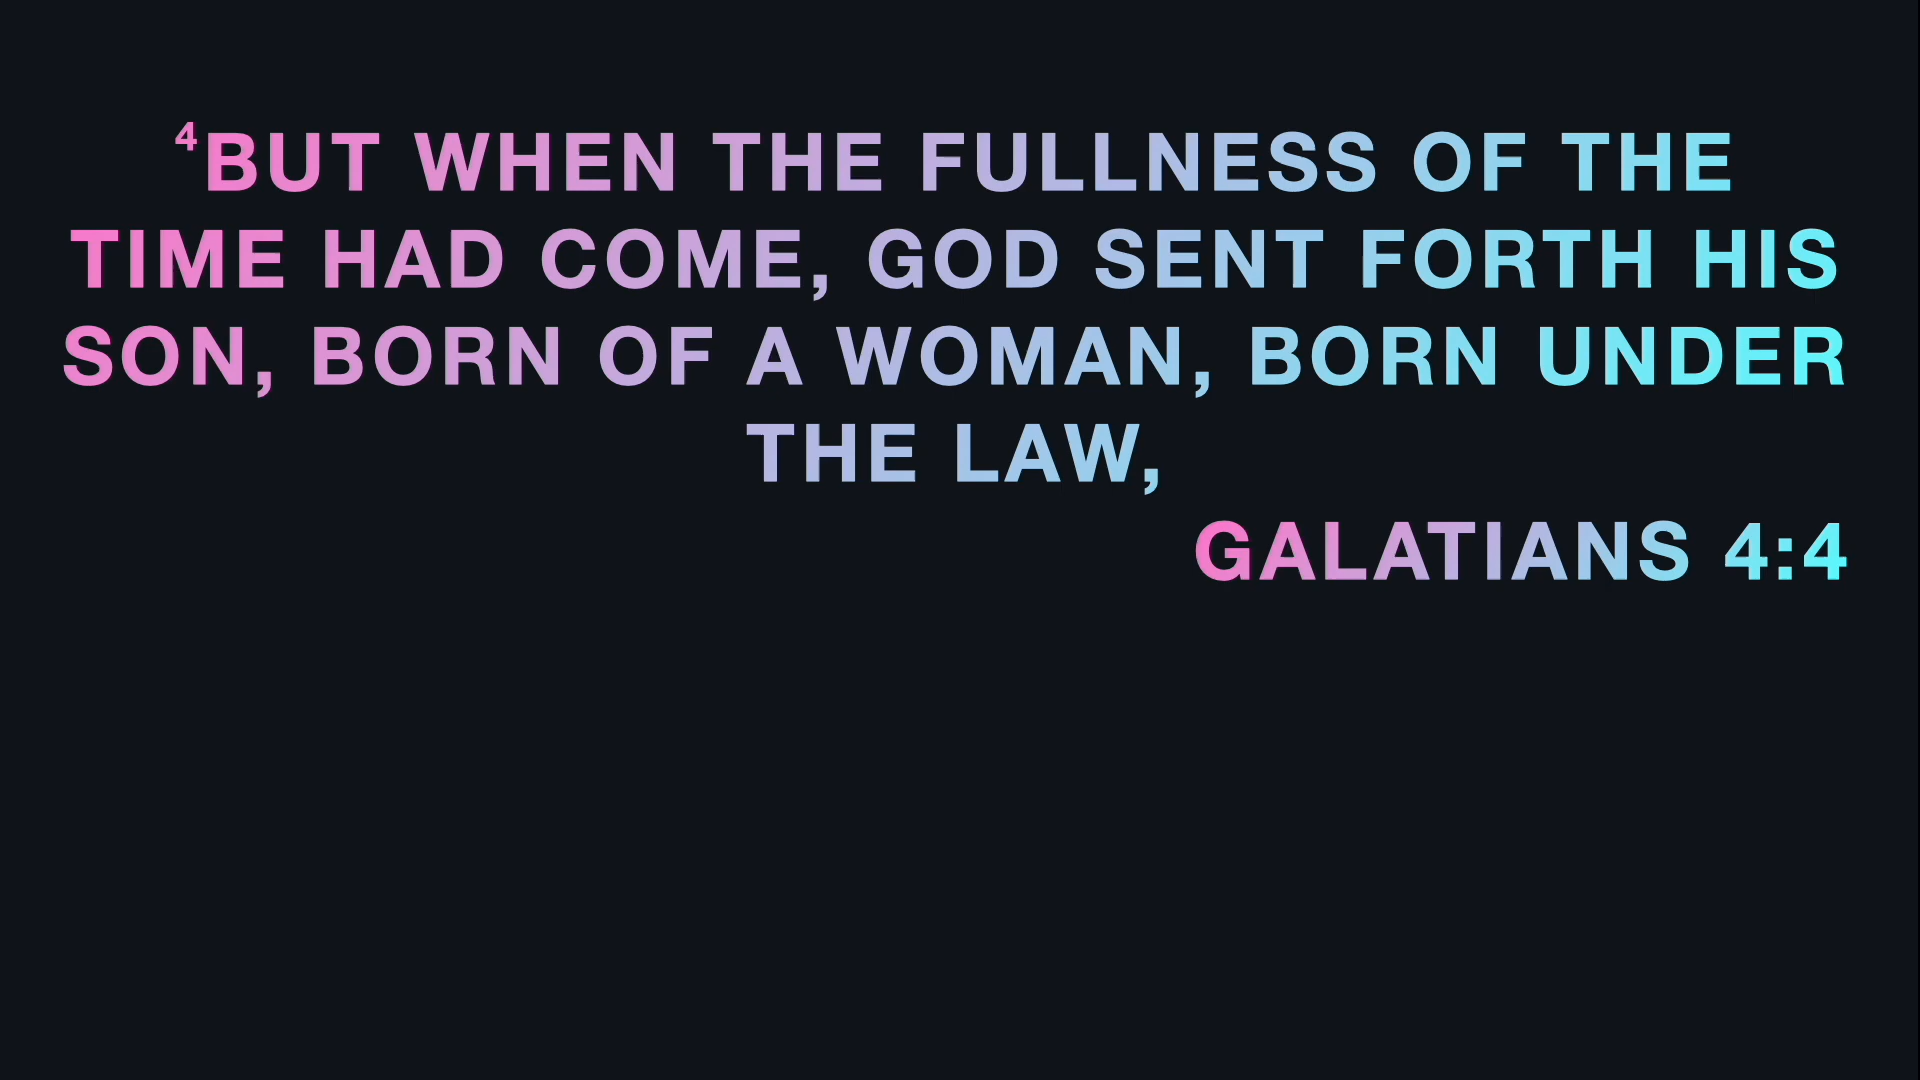 ⁴BUT WHEN THE FULLNESS OF THE
TIME HAD COME, GOD SENT FORTH HIS
SON, BORN OF A WOMAN, BORN UNDER
THE LAW,
GALATIANS 4:4